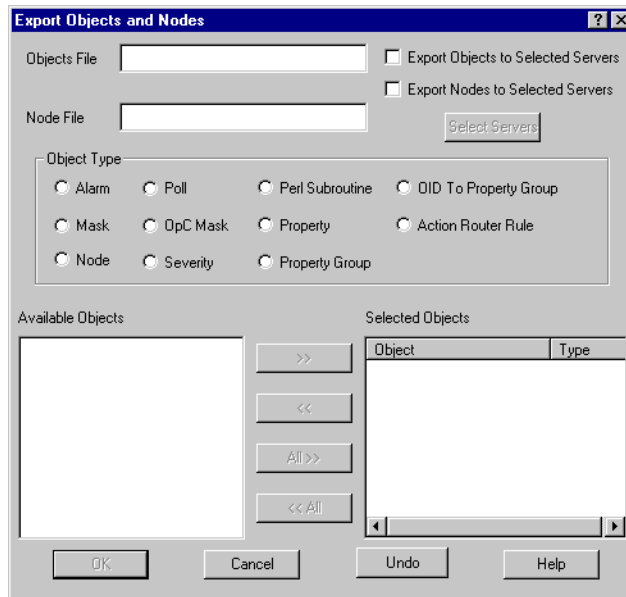 Export Objects and Nodes
Objects File
Export Objects to Selected Servers
Export Nodes to Selected Servers
Node File
Select Servers
Object Type
Alarm Poll Perl Subroutine OID To Property Group
Mask OpC Mask Property Action Router Rule
Node Severity Property Group
Available Objects Selected Objects
Object Type
>>
<<
All >>
<< All
OK Cancel Undo Help